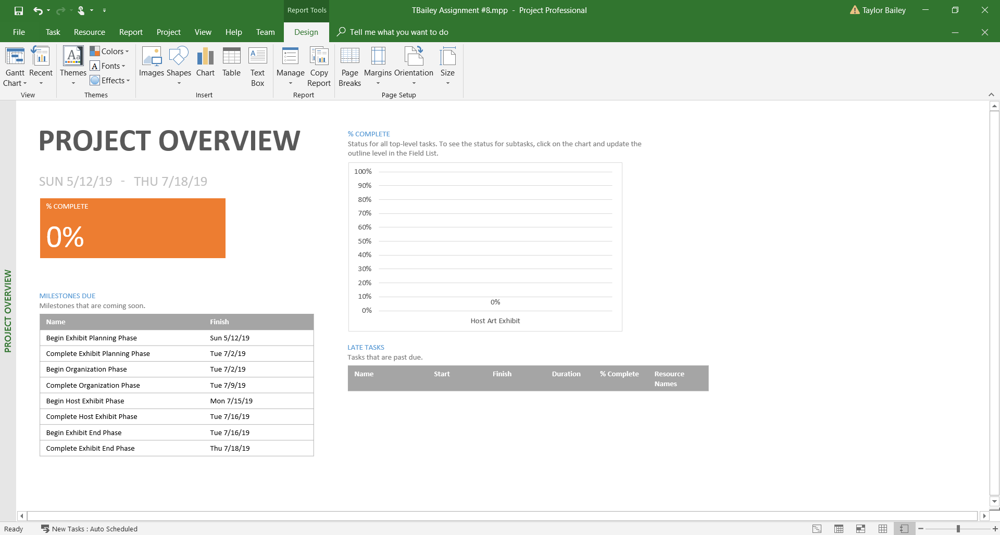 Report Tools
TBailey Assignment #8.mpp - Project Professional
Taylor Bailey
File Task Resource Report Project View Help Team Design Tell me what you want to do
Gantt Chart
Recent
View
Themes
Colors
Fonts
Effects
Themes
Images
Shapes
Chart
Table
Text Box
Insert
Manage
Copy Report
Report
Page Breaks
Margins
Orientation
Size
Page Setup
PROJECT OVERVIEW
PROJECT OVERVIEW
SUN 5/12/19 - THU 7/18/19
% COMPLETE
0%
MILESTONES DUE
Milestones that are coming soon.
Name Finish
Begin Exhibit Planning Phase Sun 5/12/19
Complete Exhibit Planning Phase Tue 7/2/19
Begin Organization Phase Tue 7/2/19
Complete Organization Phase Tue 7/9/19
Begin Host Exhibit Phase Mon 7/15/19
Complete Host Exhibit Phase Tue 7/16/19
Begin Exhibit End Phase Tue 7/16/19
Complete Exhibit End Phase Thu 7/18/19
% COMPLETE
Status for all top-level tasks. To see the status for subtasks, click on the chart and update the
outline level in the Field List.
100%
90%
80%
70%
60%
50%
40%
30%
20%
10%
0%
0%
Host Art Exhibit
LATE TASKS
Tasks that are past due.
Name Start Finish Duration % Complete Resource
Names
Ready New Tasks : Auto Scheduled